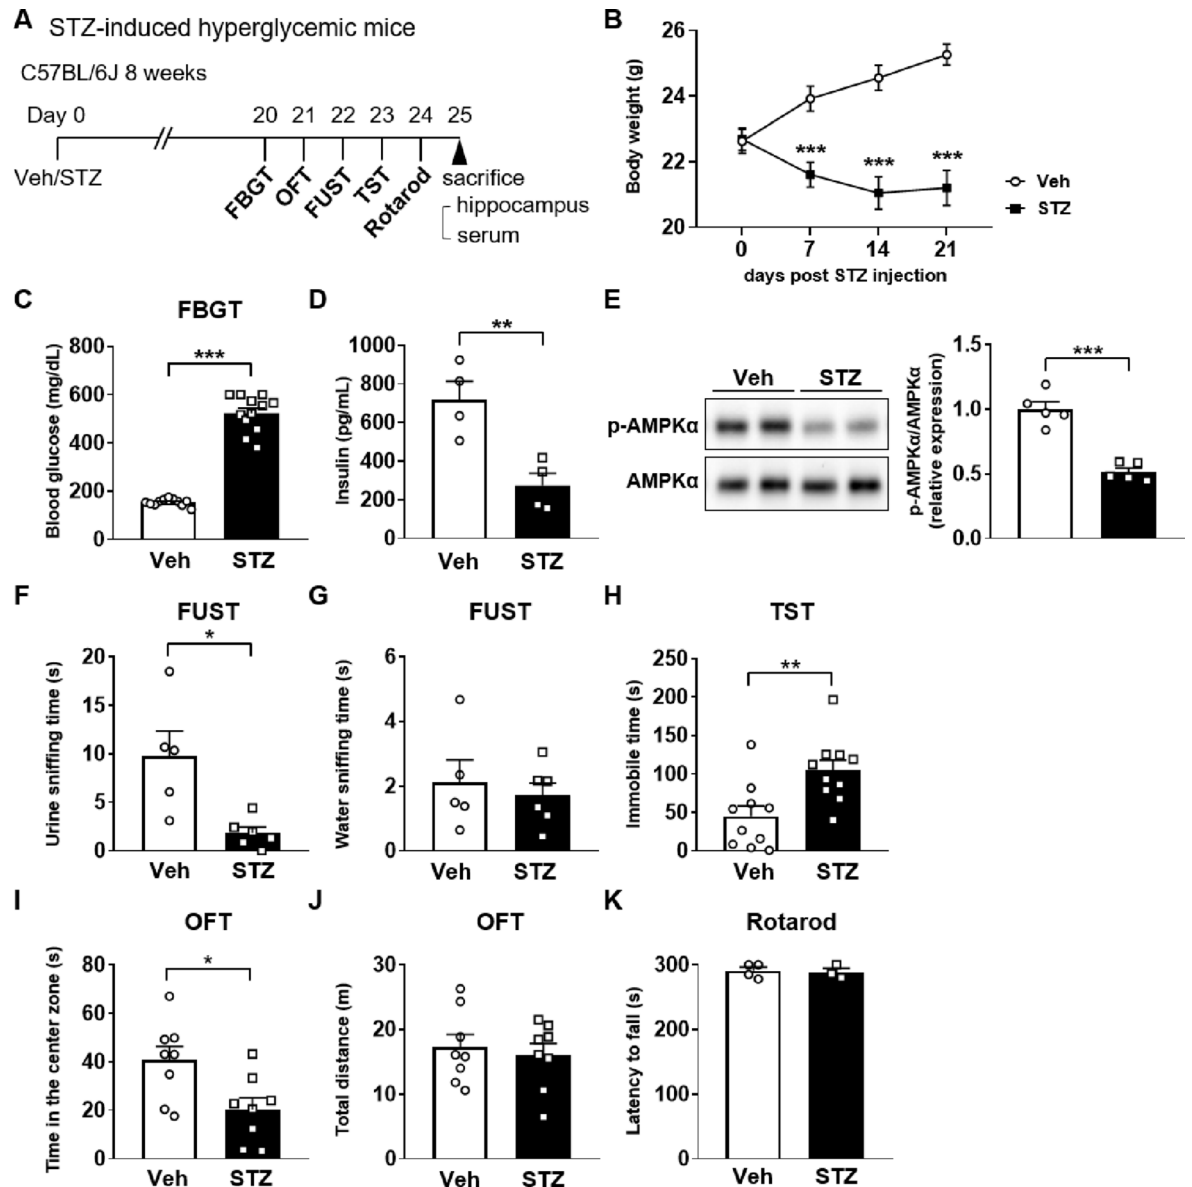 A STZ-induced hyperglycemic mice
C57BL/6J 8 weeks
Day 0 20 21 22 23 24 25
Veh/STZ
FBGT
OFT
FUST
TST
Rotarod
sacrifice
hippocampus
serum
B
Body weight (g)
26
24
22
20
*** *** ***
0 7 14 21
days post STZ injection
Veh
STZ
C FBGT
Blood glucose (mg/dL)
800
600
400
200
0
***
Veh STZ
D
Insulin (pg/mL)
1000
800
600
400
200
0
**
Veh STZ
E
Veh STZ
p-AMPKα
AMPKα
p-AMPKα/AMPKα
(relative expression)
1.5
1.0
0.5
0.0
***
Veh STZ
F FUST
Urine sniffing time (s)
20
15
10
5
0
*
Veh STZ
G FUST
Water sniffing time (s)
6
4
2
0
Veh STZ
H TST
Immobile time (s)
250
200
150
100
50
0
**
Veh STZ
I OFT
Time in the center zone (s)
80
60
40
20
0
*
Veh STZ
J OFT
Total distance (m)
30
20
10
0
Veh STZ
K Rotarod
Latency to fall (s)
300
200
100
0
Veh STZ